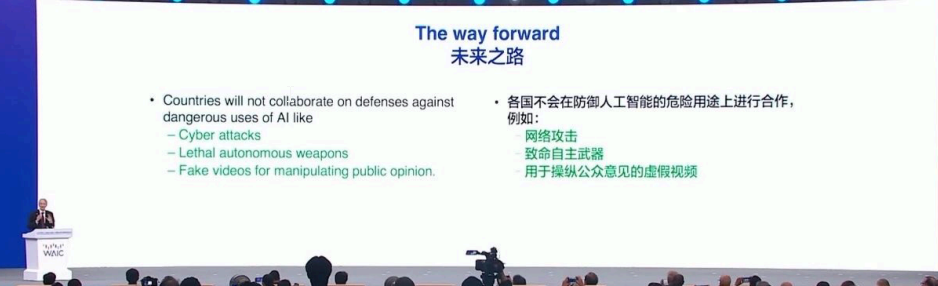 The way forward
未来之路
• Countries will not collaborate on defenses against
dangerous uses of AI like
– Cyber attacks
– Lethal autonomous weapons
– Fake videos for manipulating public opinion.
• 各国不会在防御人工智能的危险用途上进行合作，
例如：
– 网络攻击
– 致命自主武器
– 用于操纵公众意见的虚假视频
WAIC